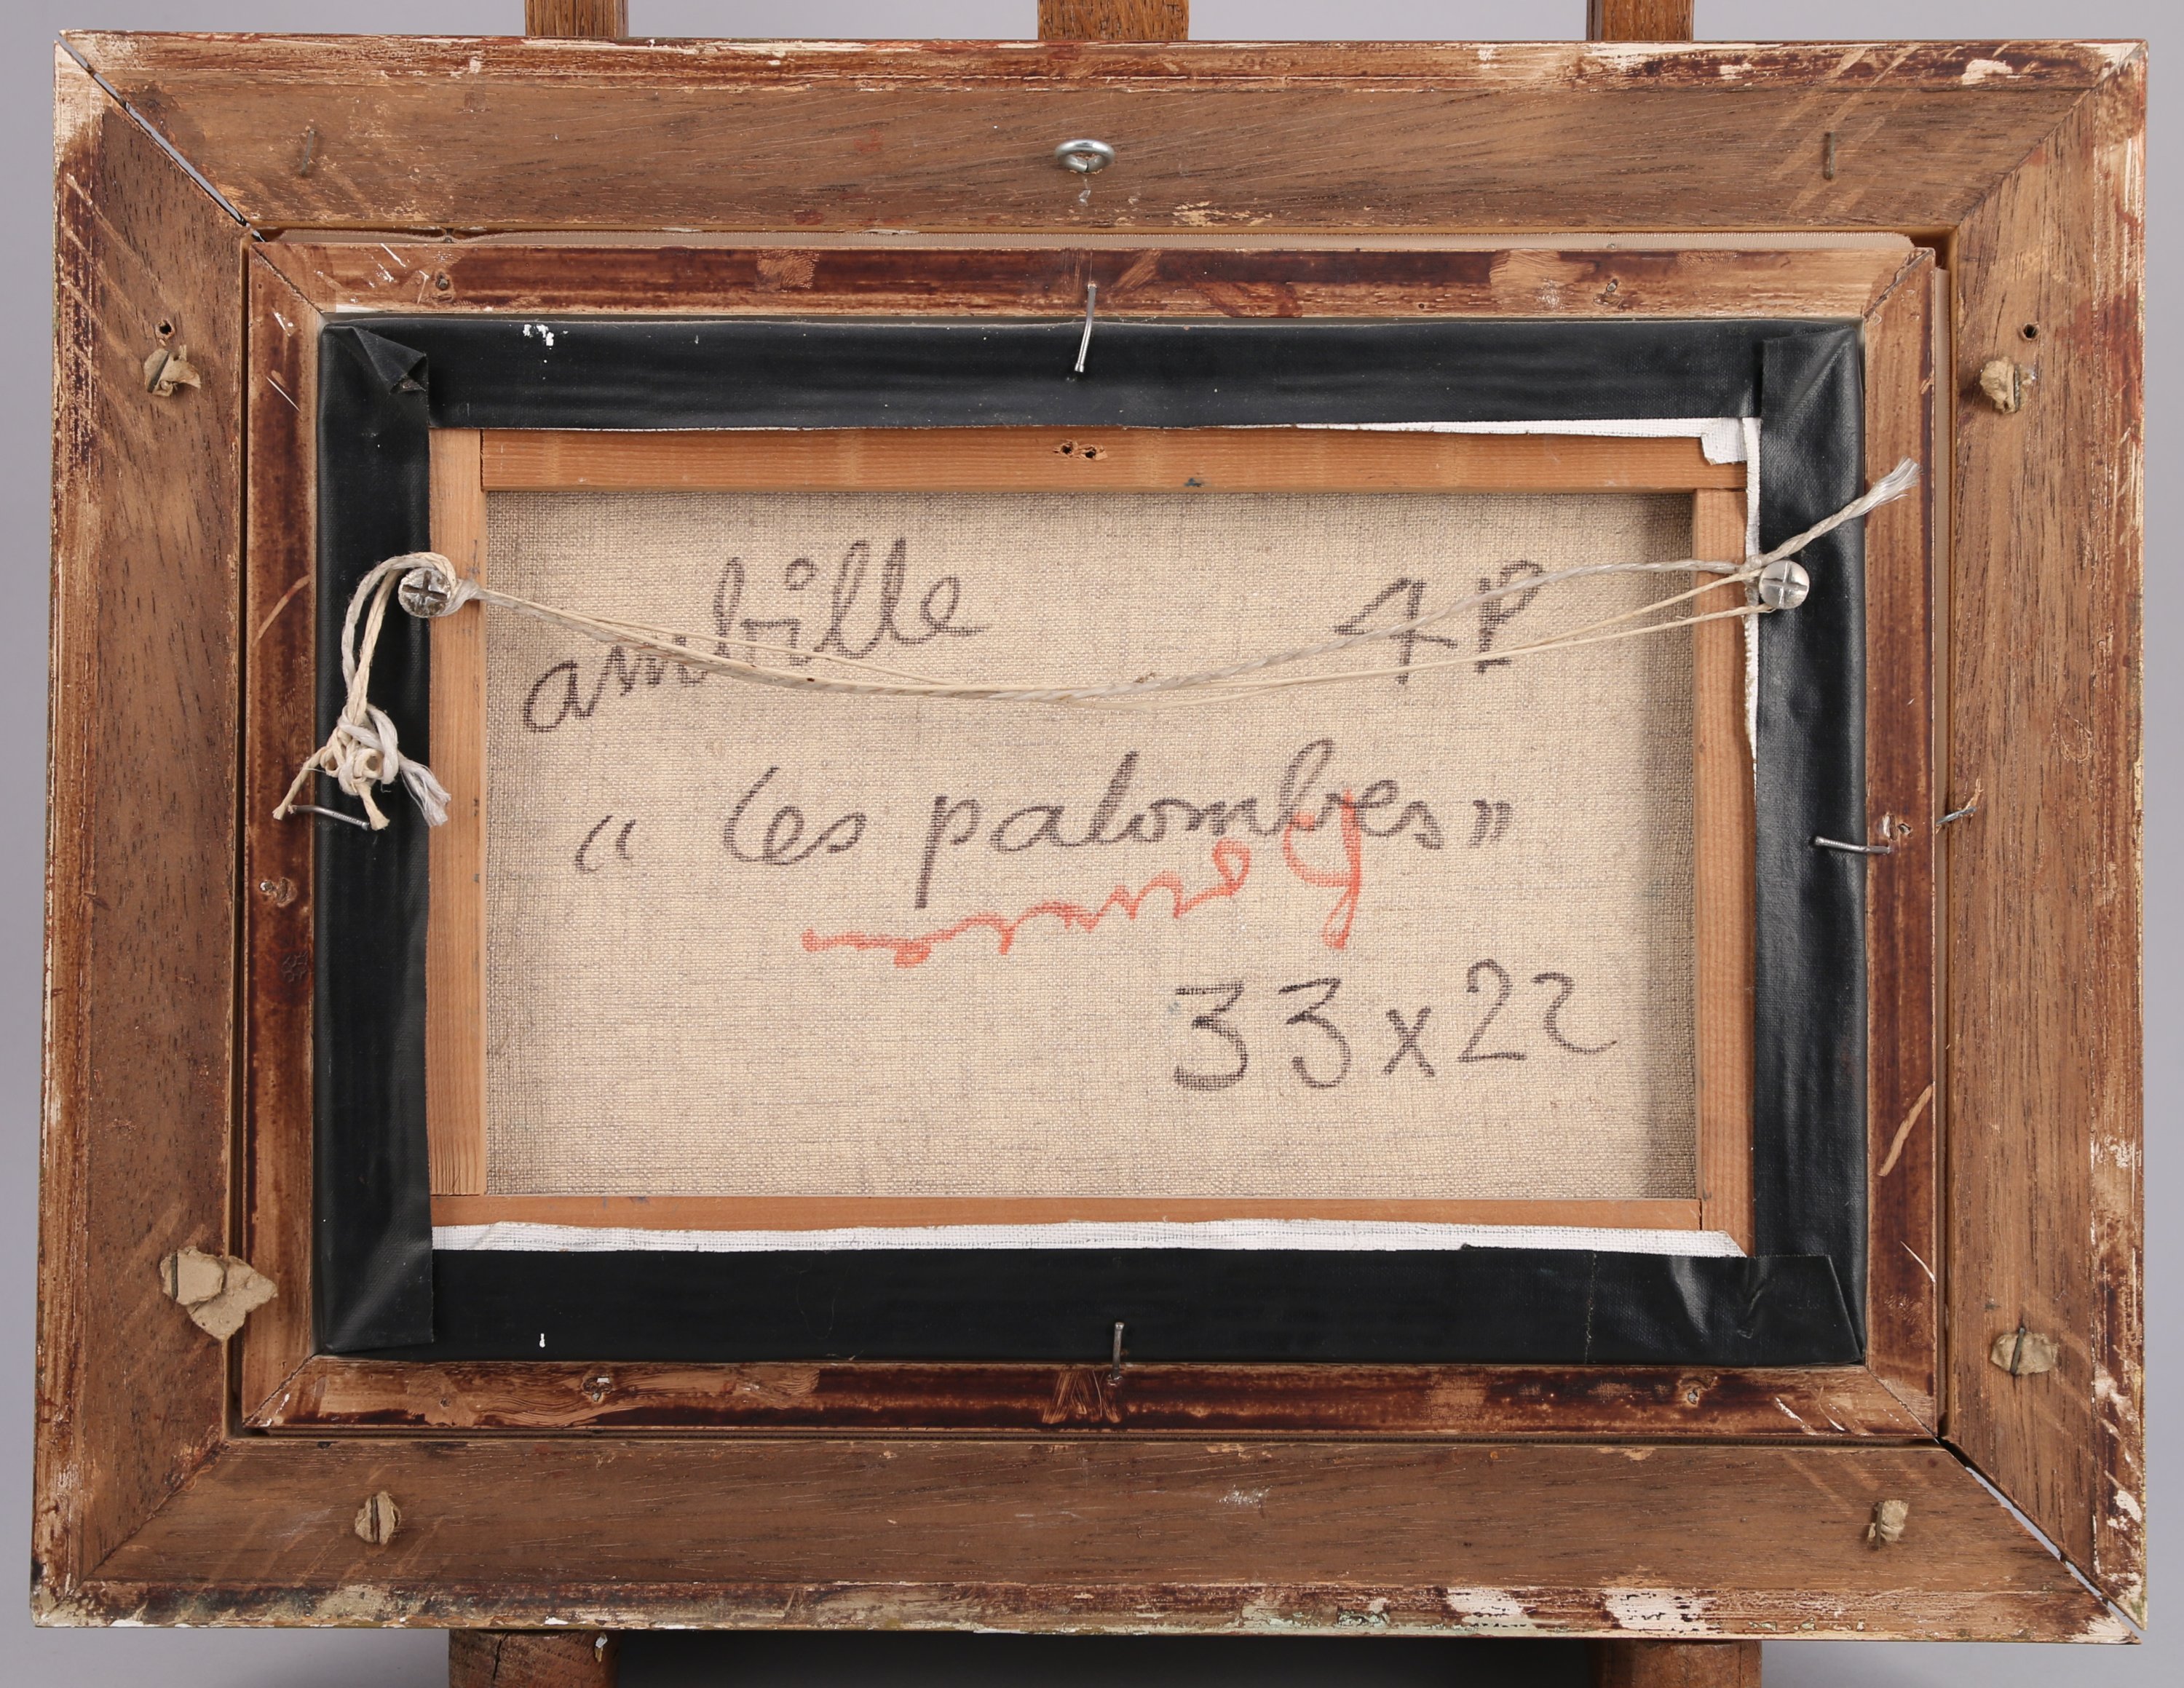 ambille 4P
“ Les palombes ”
33x22